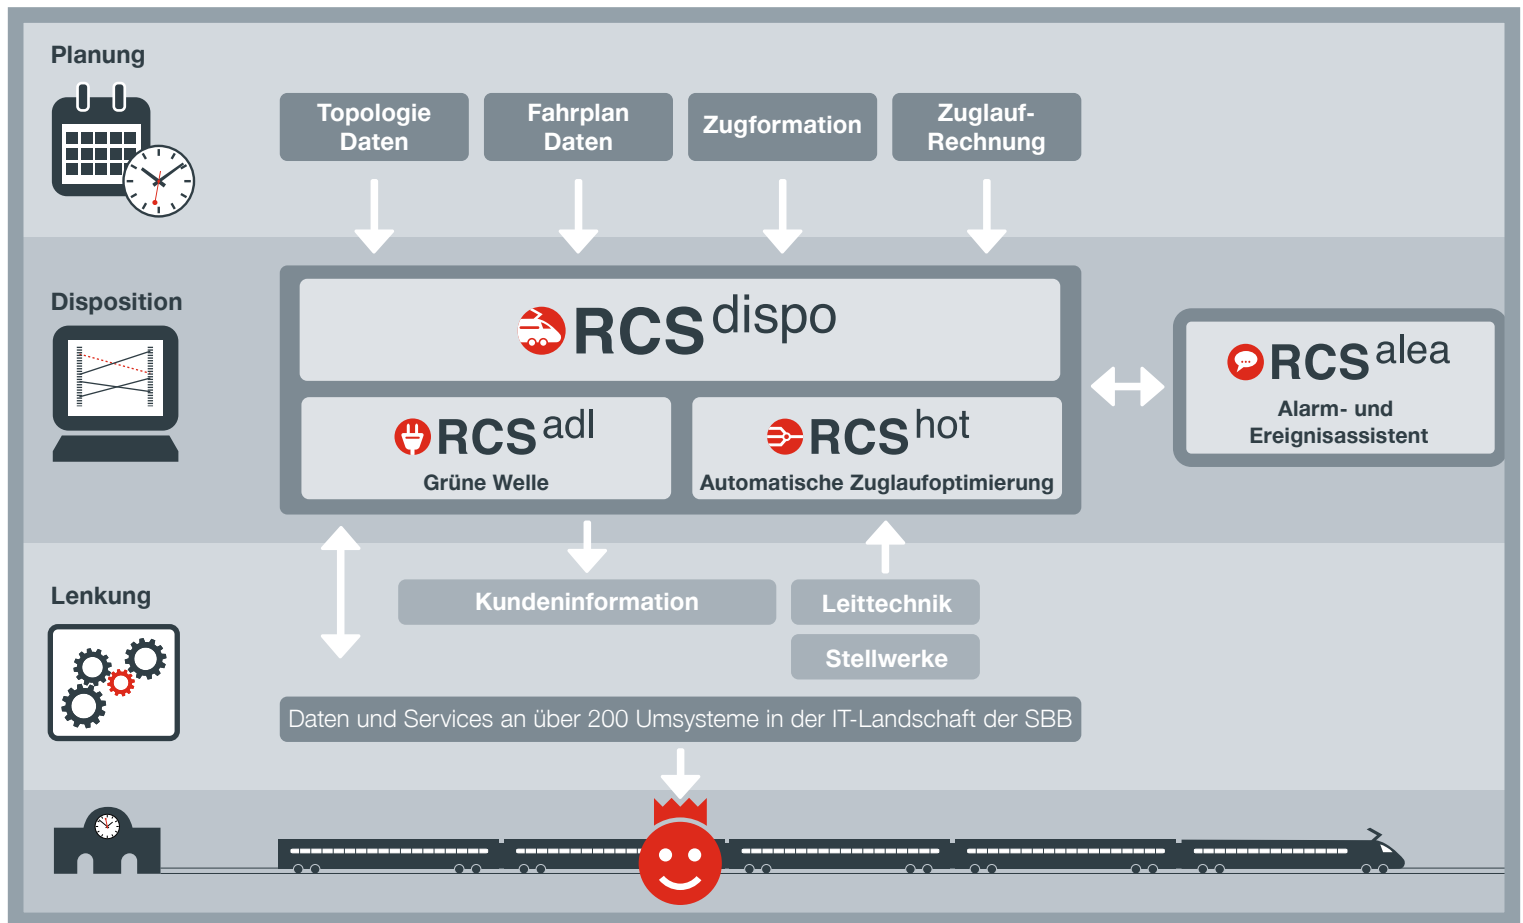 Planung
Topologie
Daten
Fahrplan
Daten
Zugformation
Zuglauf-
Rechnung
Disposition
RCS dispo
RCS adl
Grüne Welle
RCS hot
Automatische Zuglaufoptimierung
RCS alea
Alarm- und
Ereignisassistent
Lenkung
Kundeninformation
Leittechnik
Stellwerke
Daten und Services an über 200 Umsysteme in der IT-Landschaft der SBB